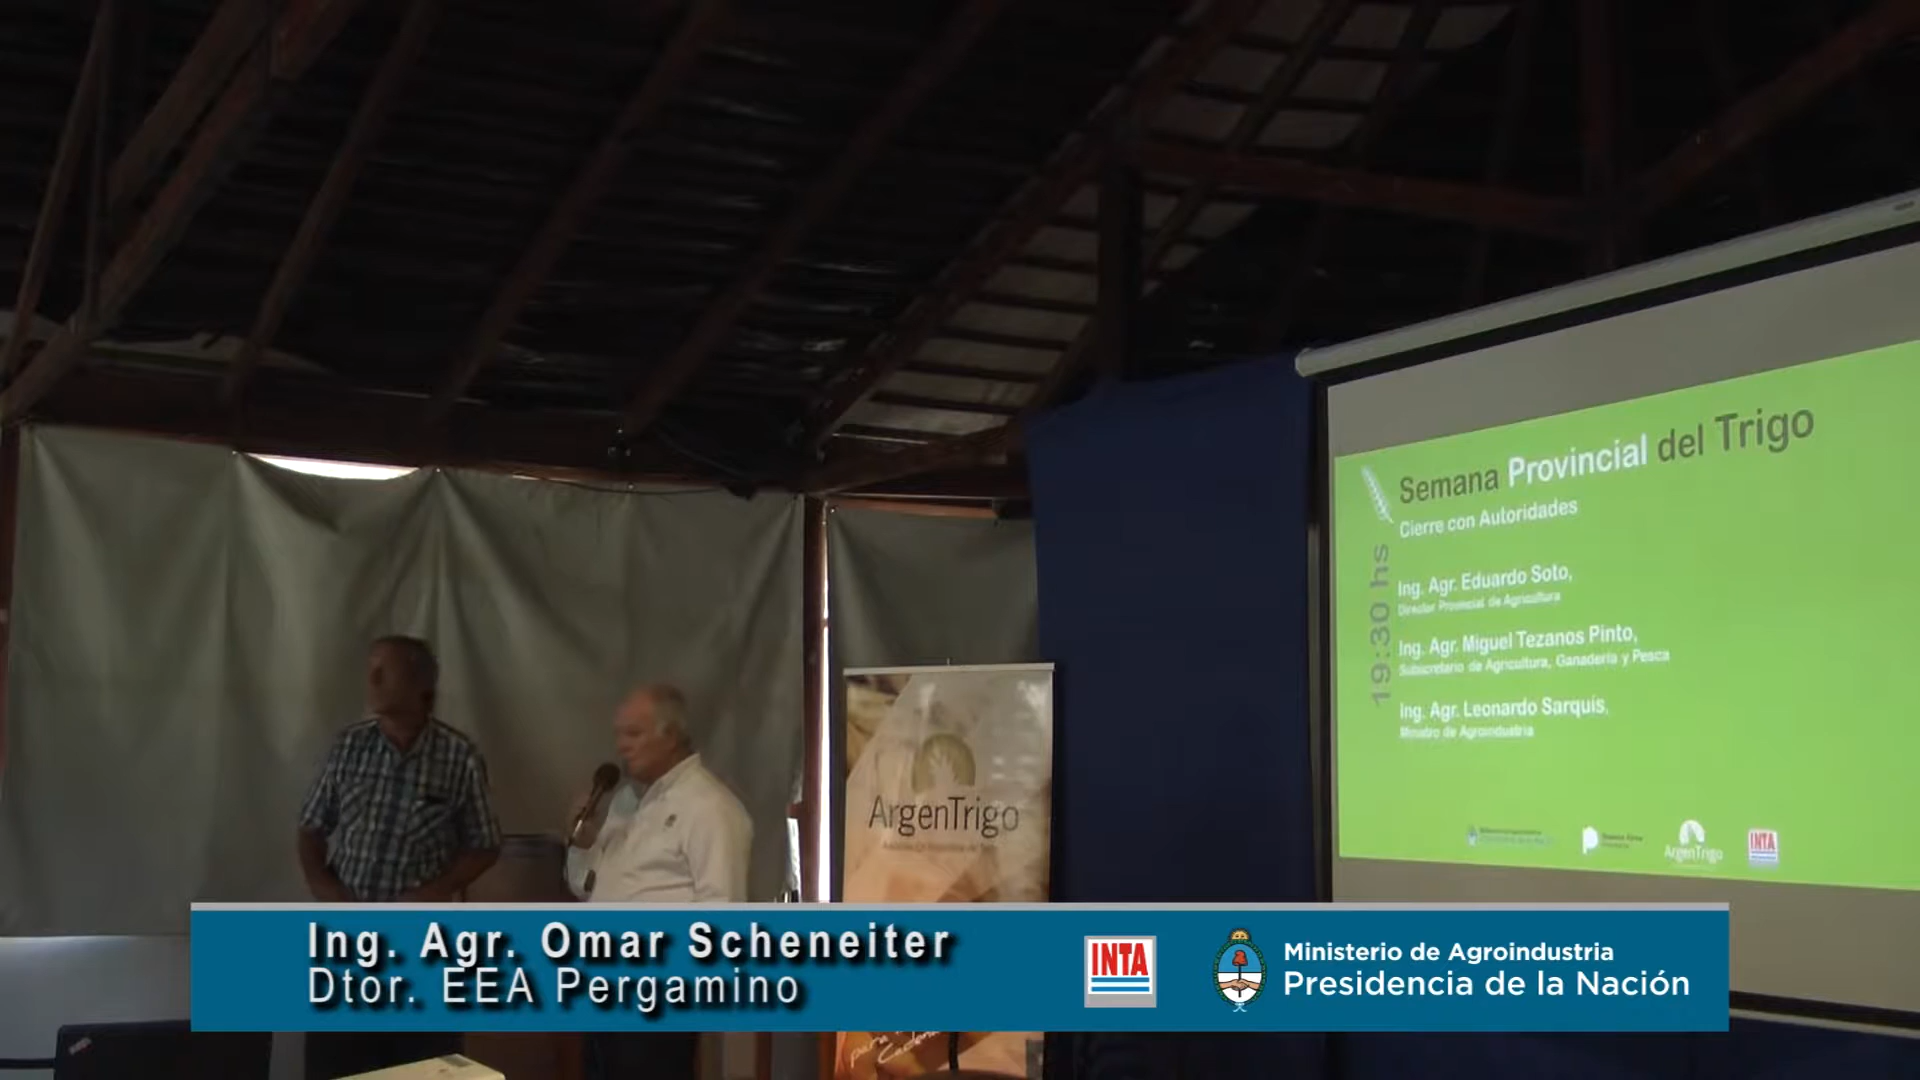 Semana Provincial del Trigo
Cierre con Autoridades
19:30 hs
Ing. Agr. Eduardo Soto,
Director Provincial de Agricultura
Ing. Agr. Miguel Tezanos Pinto,
Subsecretario de Agricultura, Ganadería y Pesca
Ing. Agr. Leonardo Sarquis,
Ministro de Agroindustria
ArgenTrigo
INTA
ArgenTrigo
Ing. Agr. Omar Scheneiter
Dtor. EEA Pergamino
INTA
Ministerio de Agroindustria
Presidencia de la Nación
para